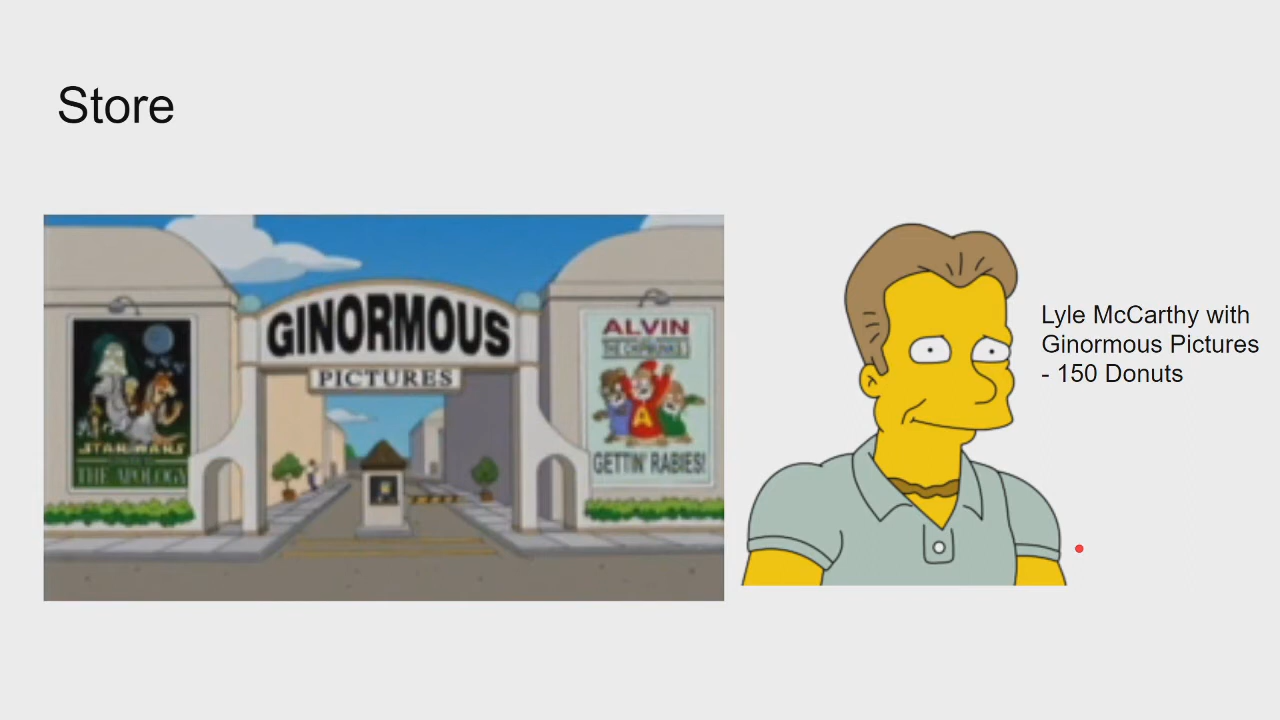 Store
GINORMOUS
PICTURES
STAR WARS
THE APOLOGY
ALVIN
THE CHIPMUNKS
A
GETTIN' RABIES!
Lyle McCarthy with
Ginormous Pictures
- 150 Donuts